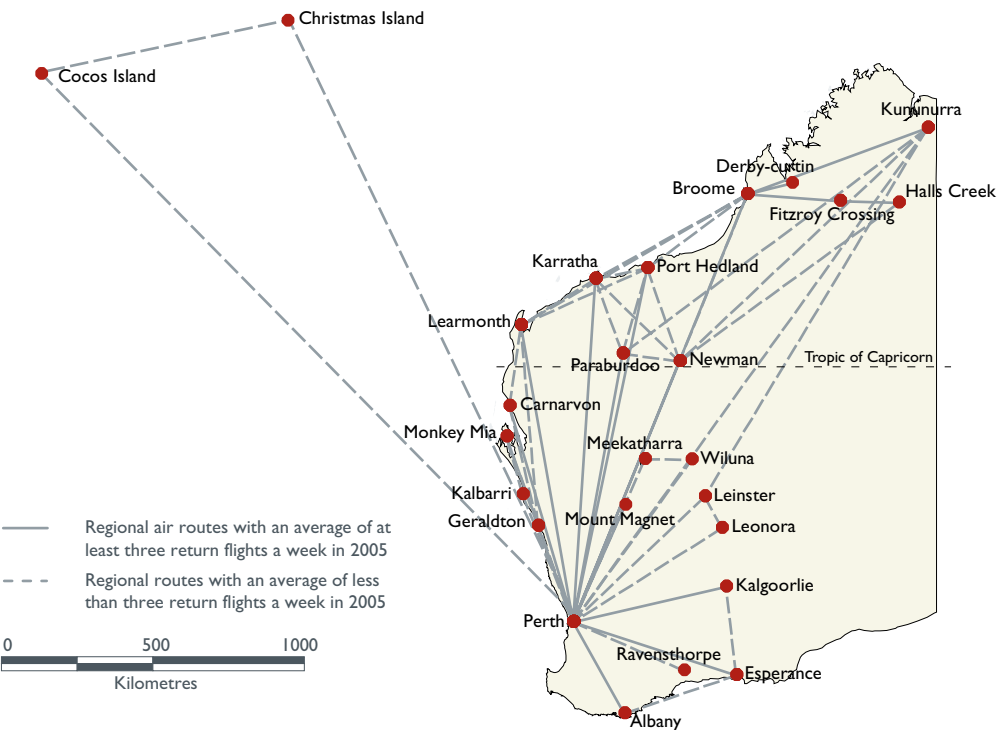 Christmas Island
Cocos Island
Kununurra
Derby-curtin
Broome
Halls Creek
Fitzroy Crossing
Karratha
Port Hedland
Learmonth
Paraburdoo
Newman
Tropic of Capricorn
Carnarvon
Monkey Mia
Meekatharra
Wiluna
Kalbarri
Leinster
Geraldton
Mount Magnet
Leonora
Regional air routes with an average of at
least three return flights a week in 2005
Regional routes with an average of less
than three return flights a week in 2005
Kalgoorlie
Perth
0 500 1000
Kilometres
Ravensthorpe
Esperance
Albany